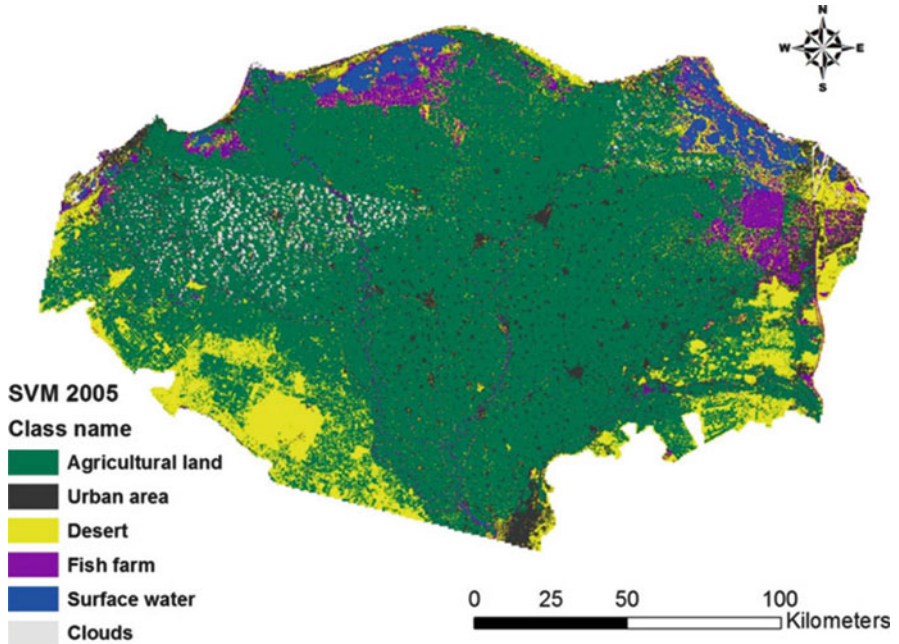 N
W E
S
SVM 2005
Class name
Agricultural land
Urban area
Desert
Fish farm
Surface water
Clouds
0 25 50 100
Kilometers